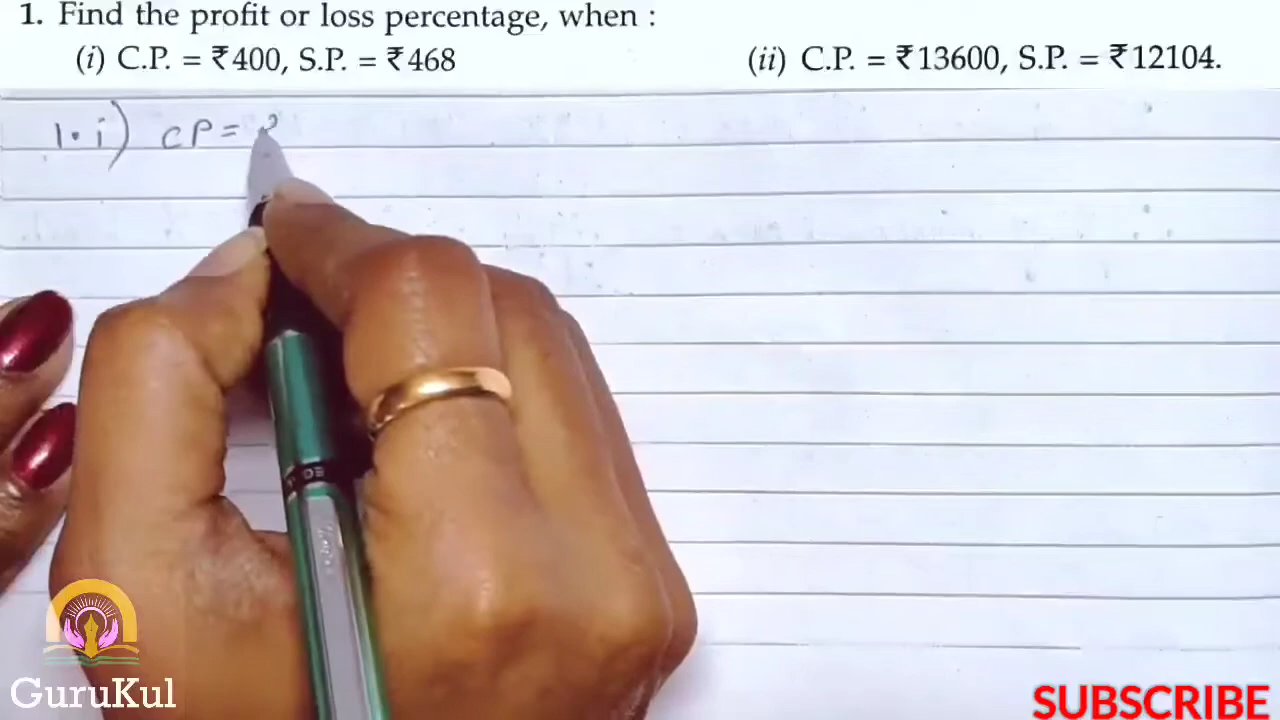 1. Find the profit or loss percentage, when :
(i) C.P. = ₹400, S.P. = ₹468
(ii) C.P. = ₹13600, S.P. = ₹12104.
1. i) CP =
GuruKul
SUBSCRIBE